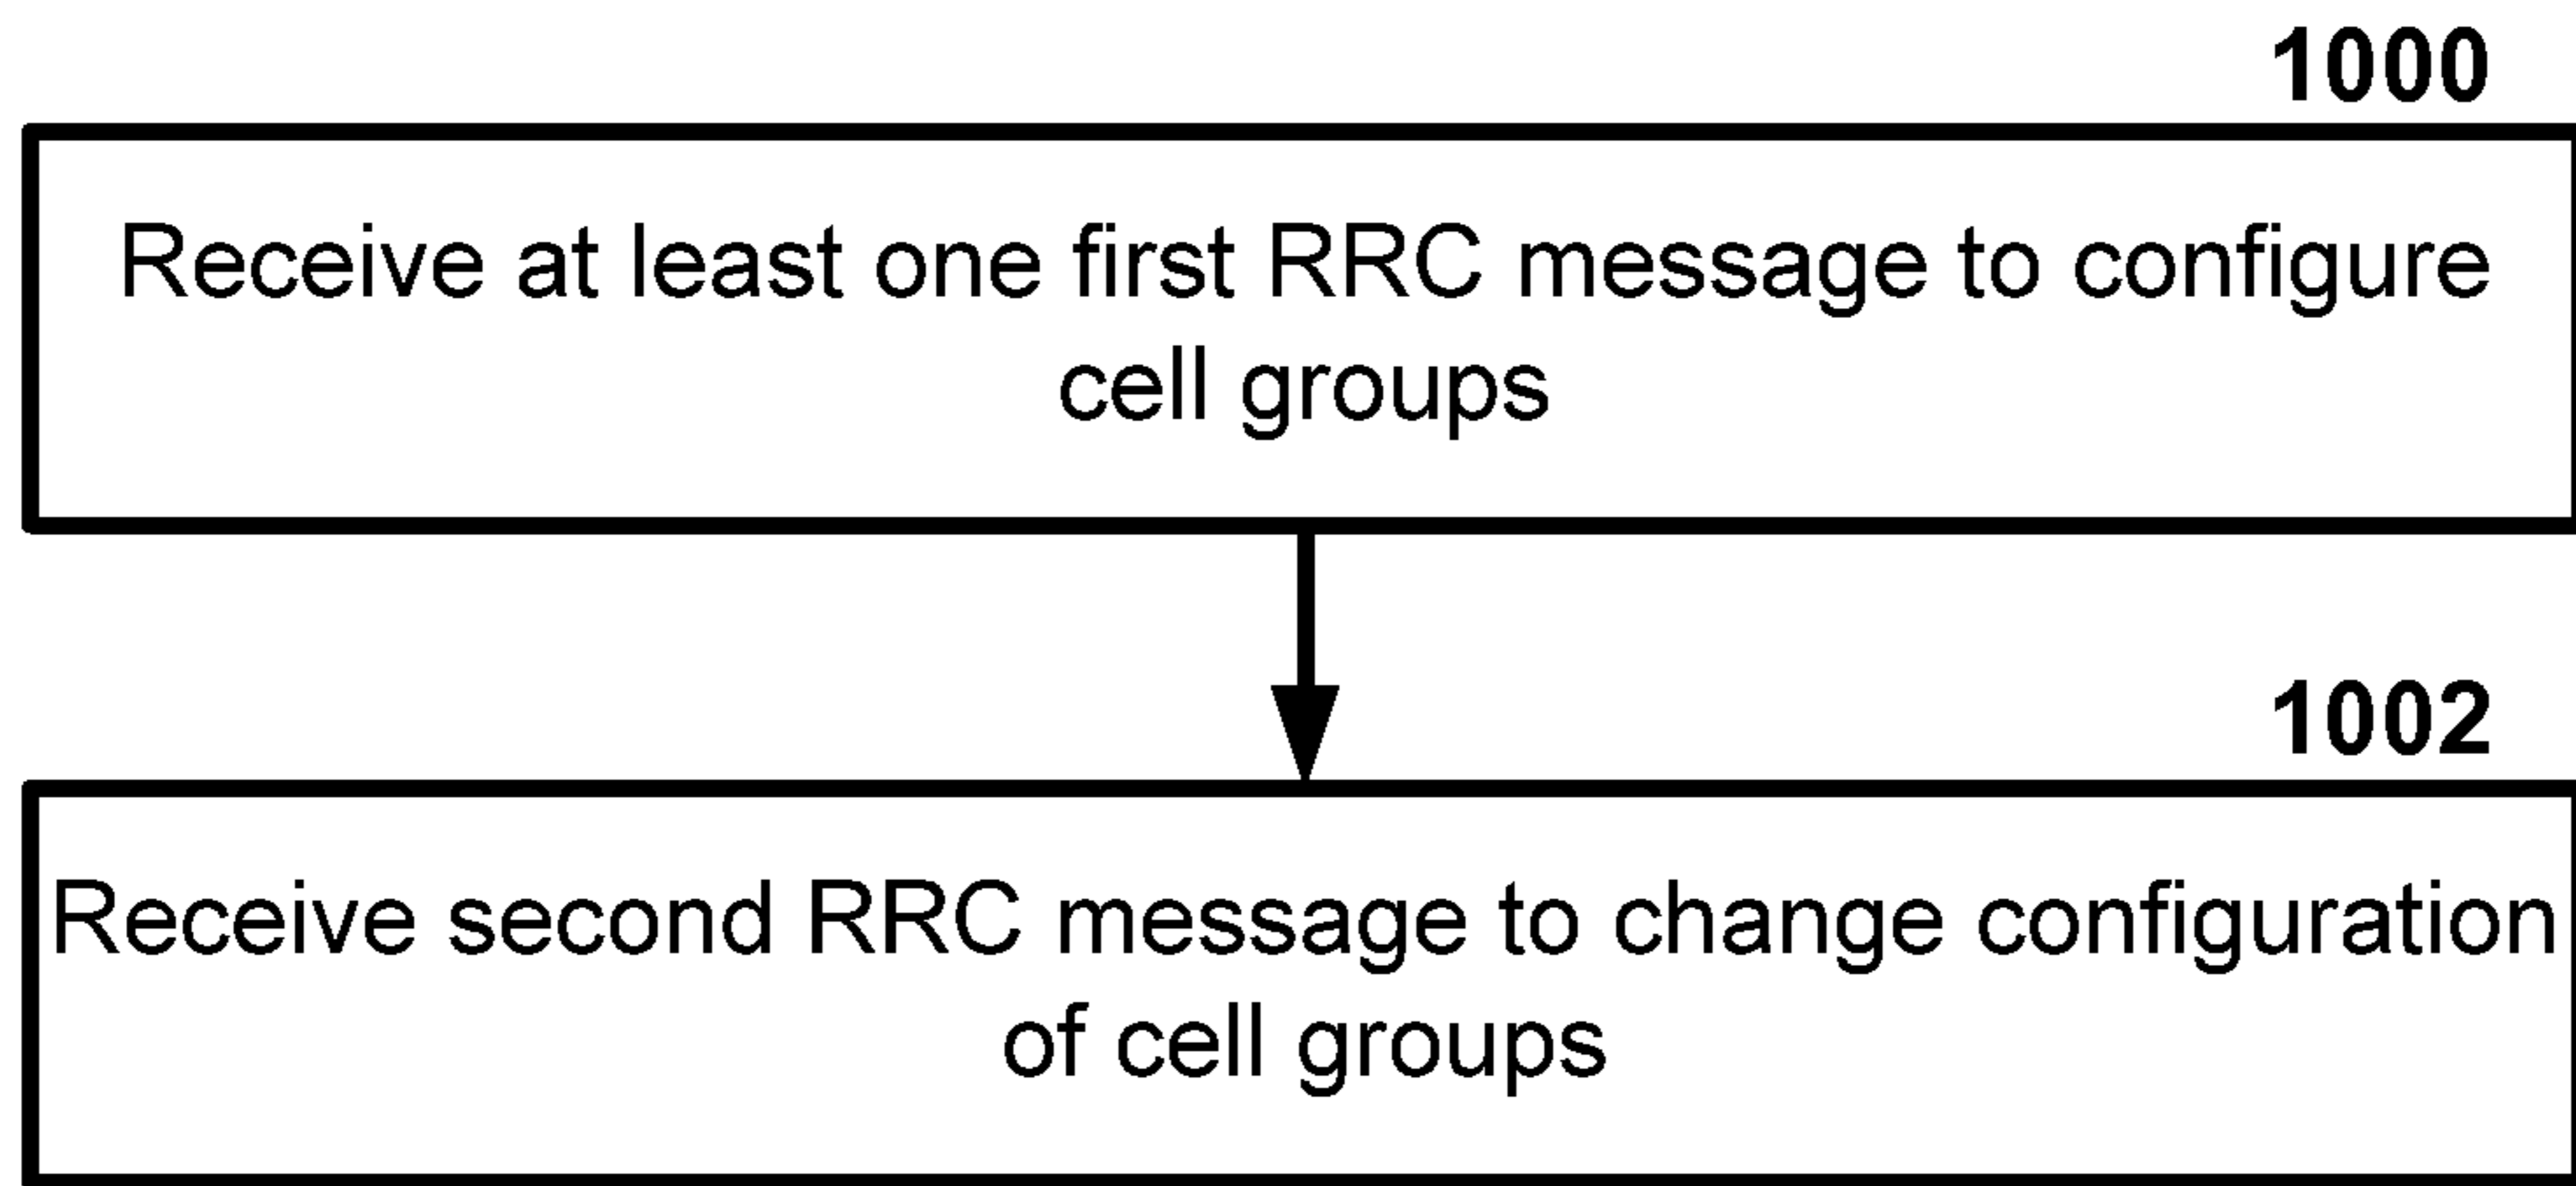 1000
Receive at least one first RRC message to configure
cell groups
1002
Receive second RRC message to change configuration
of cell groups